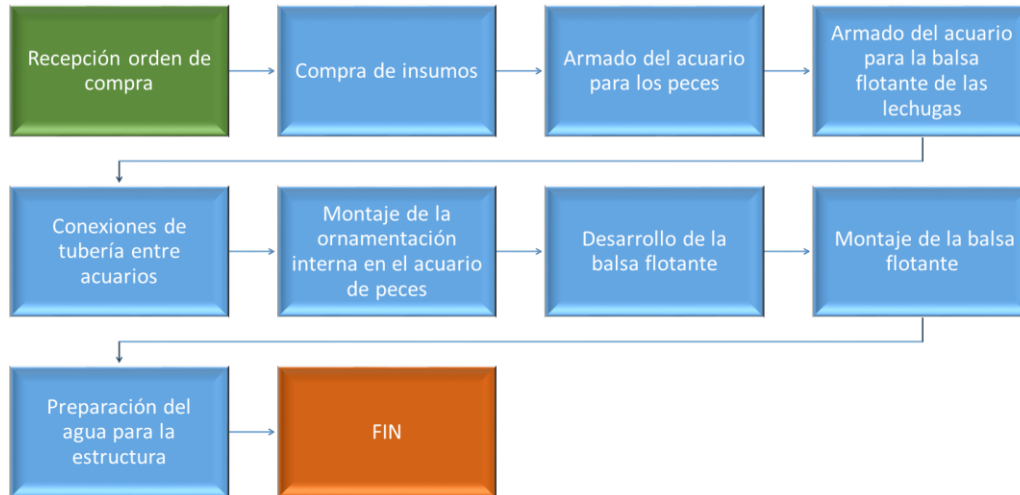 Recepción orden de
compra
Compra de insumos
Armado del acuario
para los peces
Armado del acuario
para la balsa
flotante de las
lechugas
Conexiones de
tubería entre
acuarios
Montaje de la
ornamentación
interna en el acuario
de peces
Desarrollo de la
balsa flotante
Montaje de la balsa
flotante
Preparación del
agua para la
estructura
FIN